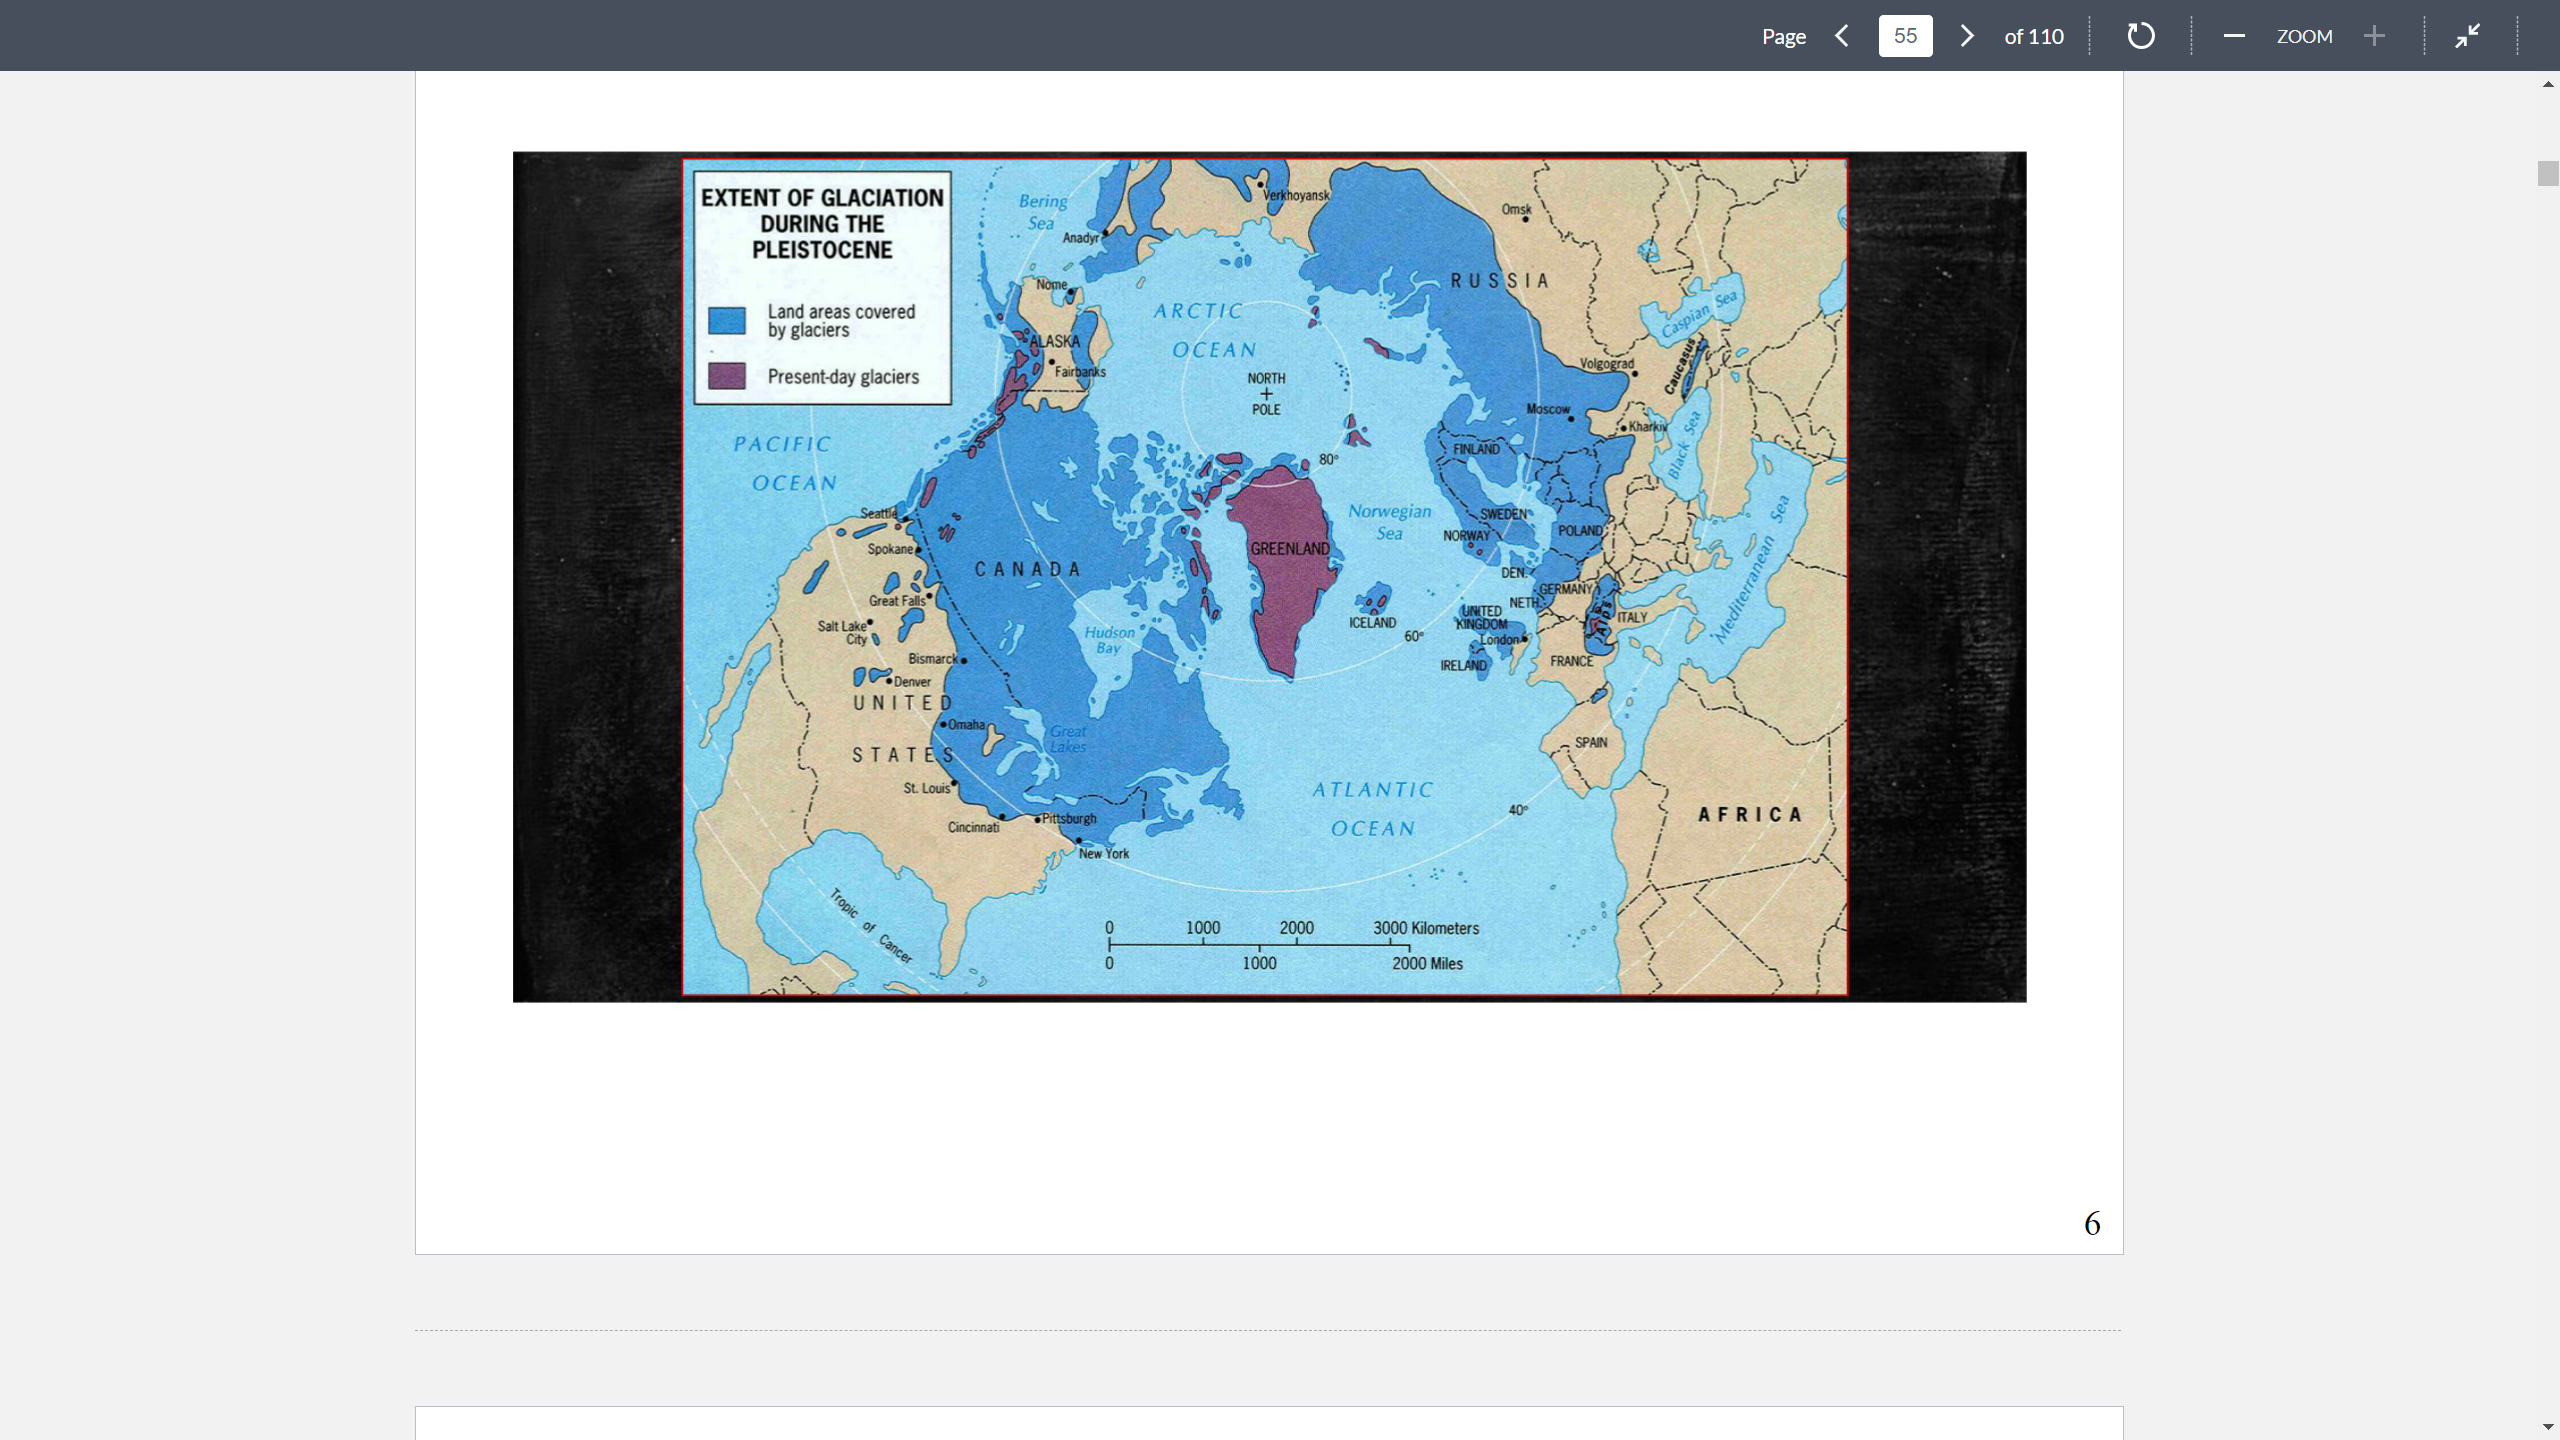 Page 55 of 110 ZOOM
EXTENT OF GLACIATION
DURING THE
PLEISTOCENE
Land areas covered
by glaciers
Present-day glaciers
Bering
Sea
Verkhoyansk
Anadyr
Omsk
RUSSIA
Nome
ARCTIC
OCEAN
Caspian Sea
ALASKA
Fairbanks
NORTH
+
POLE
Volgograd
Caucasus
Moscow
Kharkiv
Black Sea
PACIFIC
OCEAN
FINLAND
80°
Seattle
Norwegian
Sea
SWEDEN
NORWAY
POLAND
Mediterranean Sea
Spokane
CANADA
GREENLAND
DEN.
GERMANY
NETH.
Alps
ITALY
Great Falls
UNITED
KINGDOM
London
ICELAND
60°
Salt Lake
City
Hudson
Bay
Bismarck
IRELAND
FRANCE
Denver
UNITED
STATES
Omaha
Great
Lakes
SPAIN
St. Louis
ATLANTIC
OCEAN
40°
AFRICA
Cincinnati
Pittsburgh
New York
Tropic of Cancer
0 1000 2000 3000 Kilometers
0 1000 2000 Miles
6